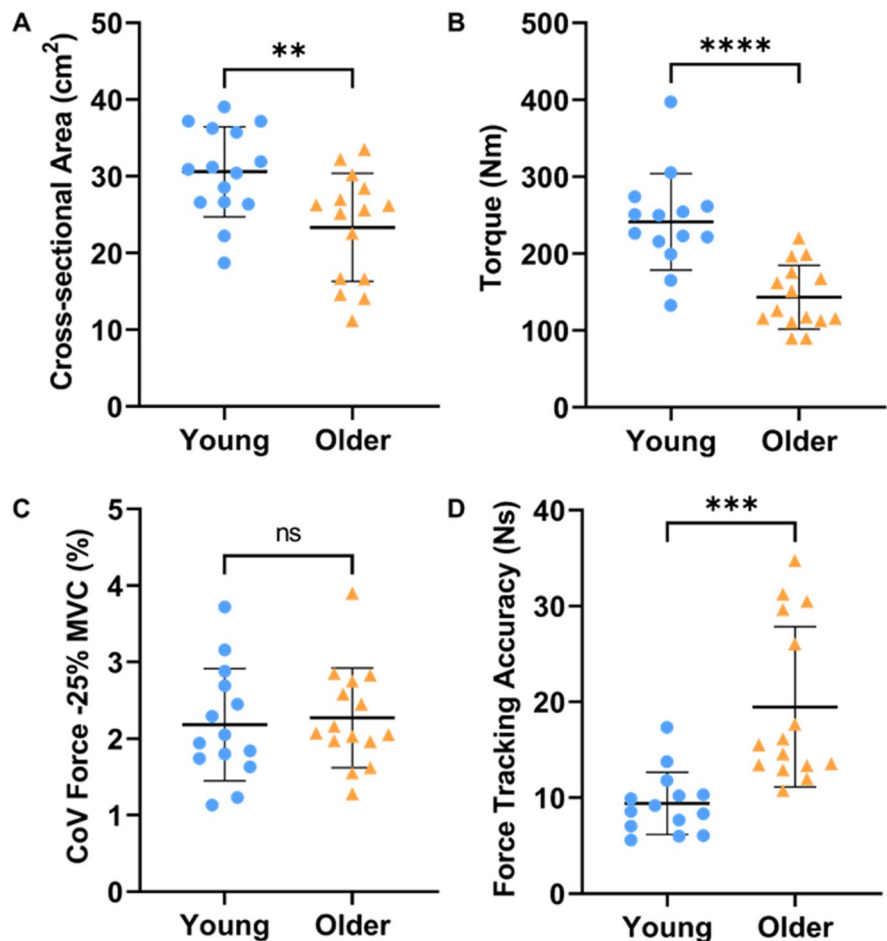 A
Cross-sectional Area (cm²)
50
40
30
20
10
0
**
Young Older
B
Torque (Nm)
500
400
300
200
100
0
****
Young Older
C
CoV Force -25% MVC (%)
5
4
3
2
1
0
ns
Young Older
D
Force Tracking Accuracy (Ns)
40
30
20
10
0
***
Young Older